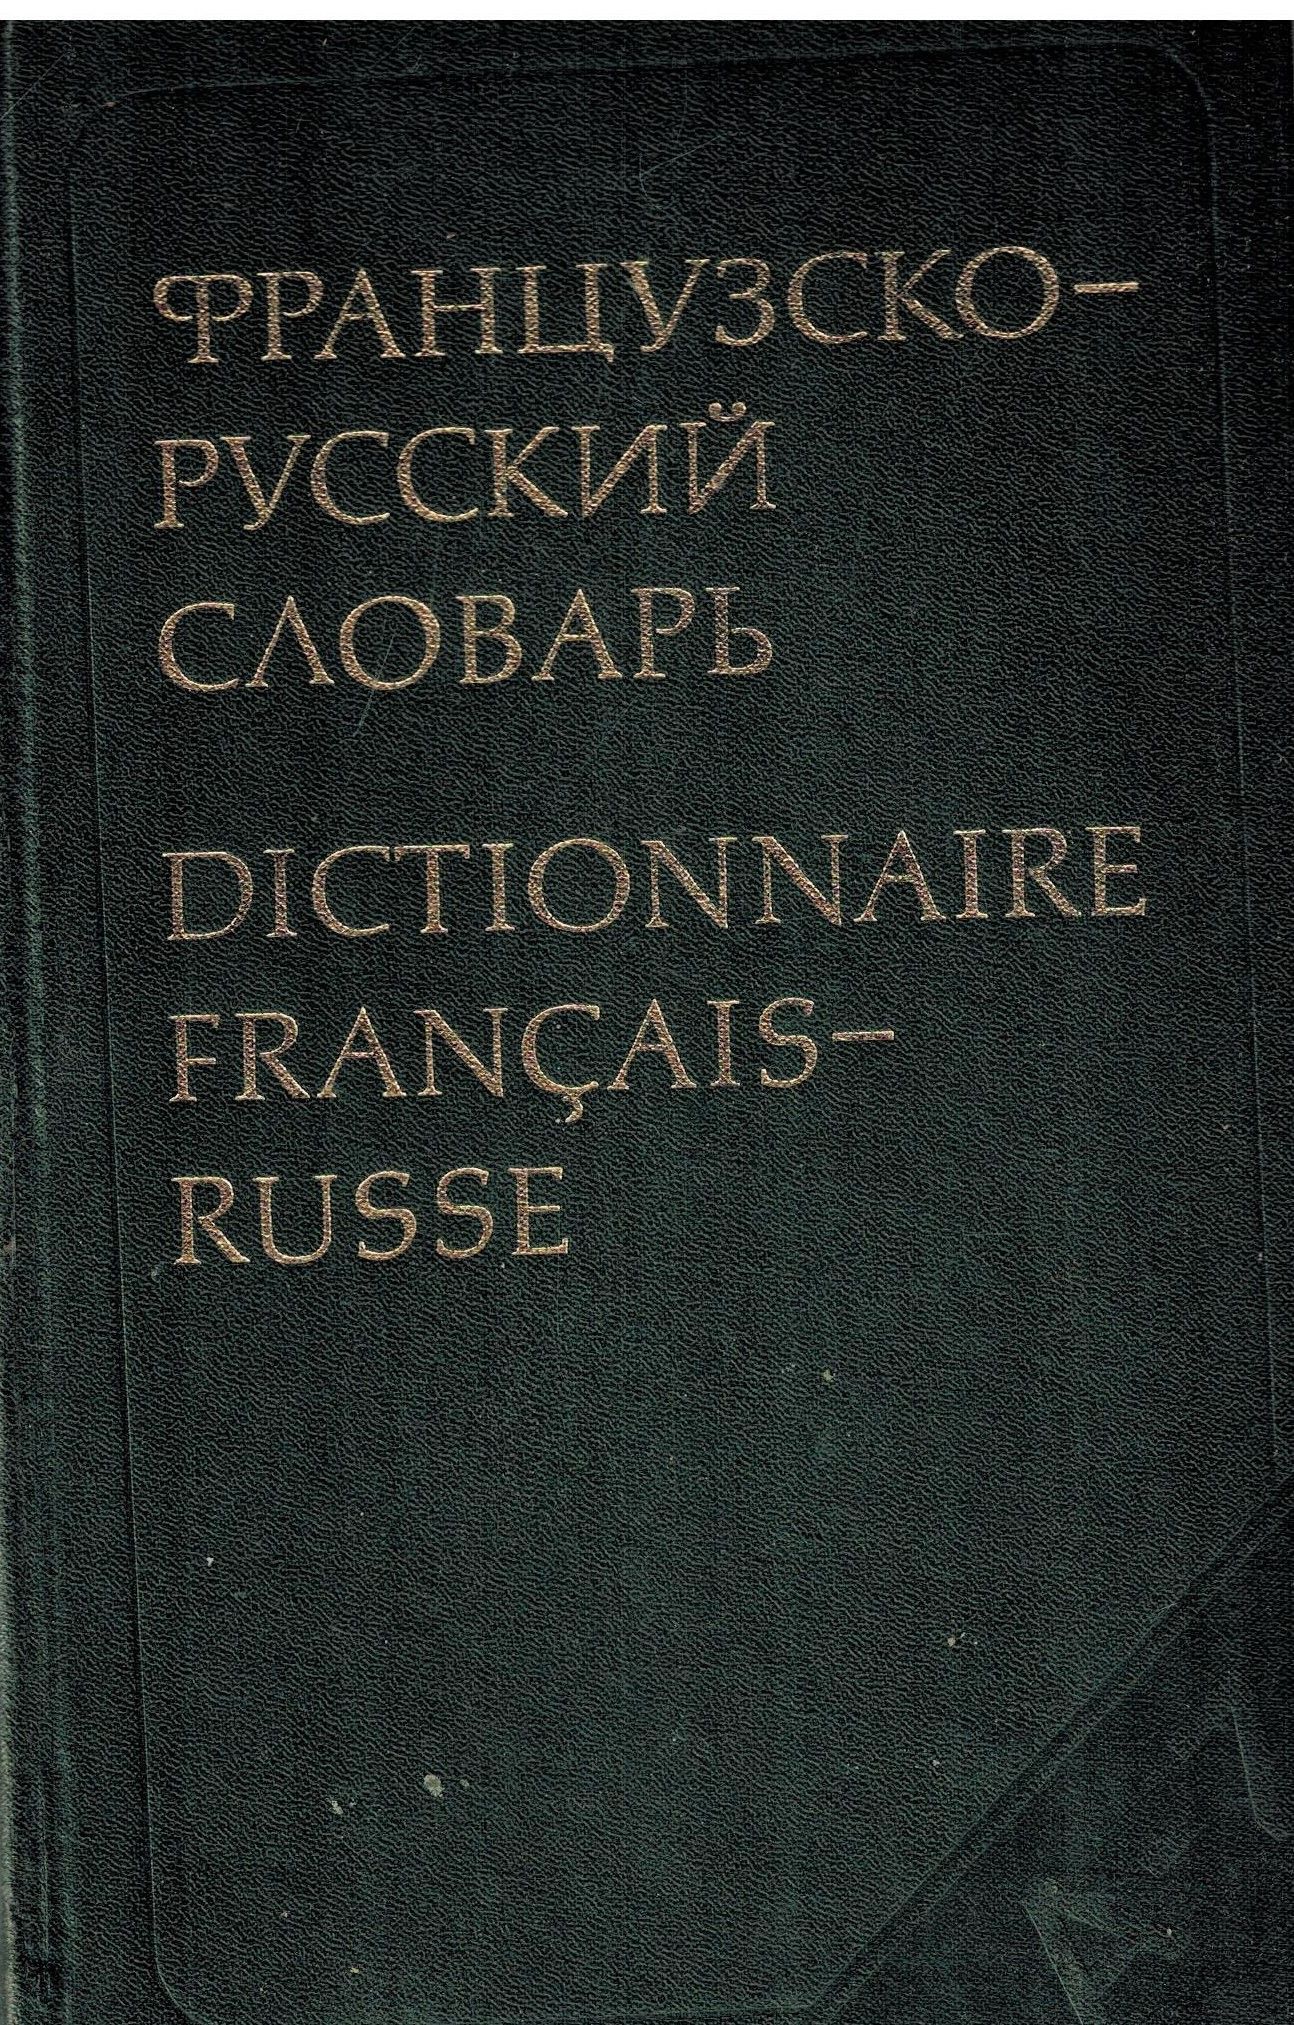 ФРАНЦУЗСКО-
РУССКИЙ
СЛОВАРЬ
DICTIONNAIRE
FRANÇAIS-
RUSSE